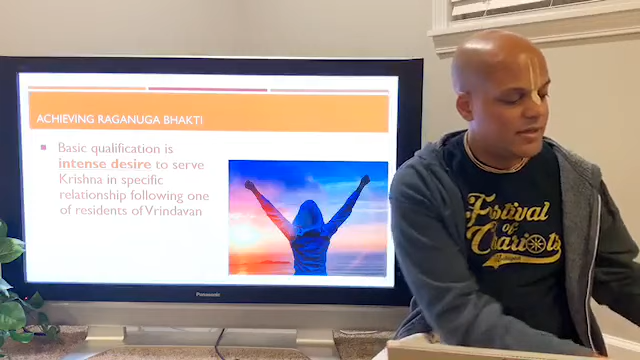 ACHIEVING RAGANUGA BHAKTI
Basic qualification is
intense desire to serve
Krishna in specific
relationship following one
of residents of Vrindavan
Panasonic
Festival
of
Chariots